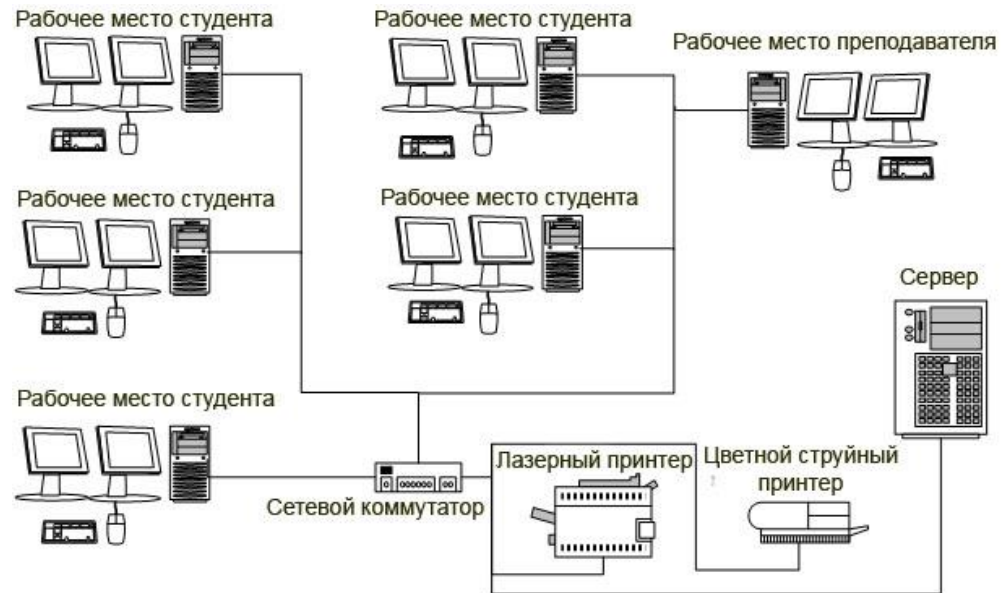 Рабочее место студента
Рабочее место студента
Рабочее место преподавателя
Рабочее место студента
Рабочее место студента
Сервер
Рабочее место студента
Лазерный принтер
Цветной струйный
принтер
Сетевой коммутатор